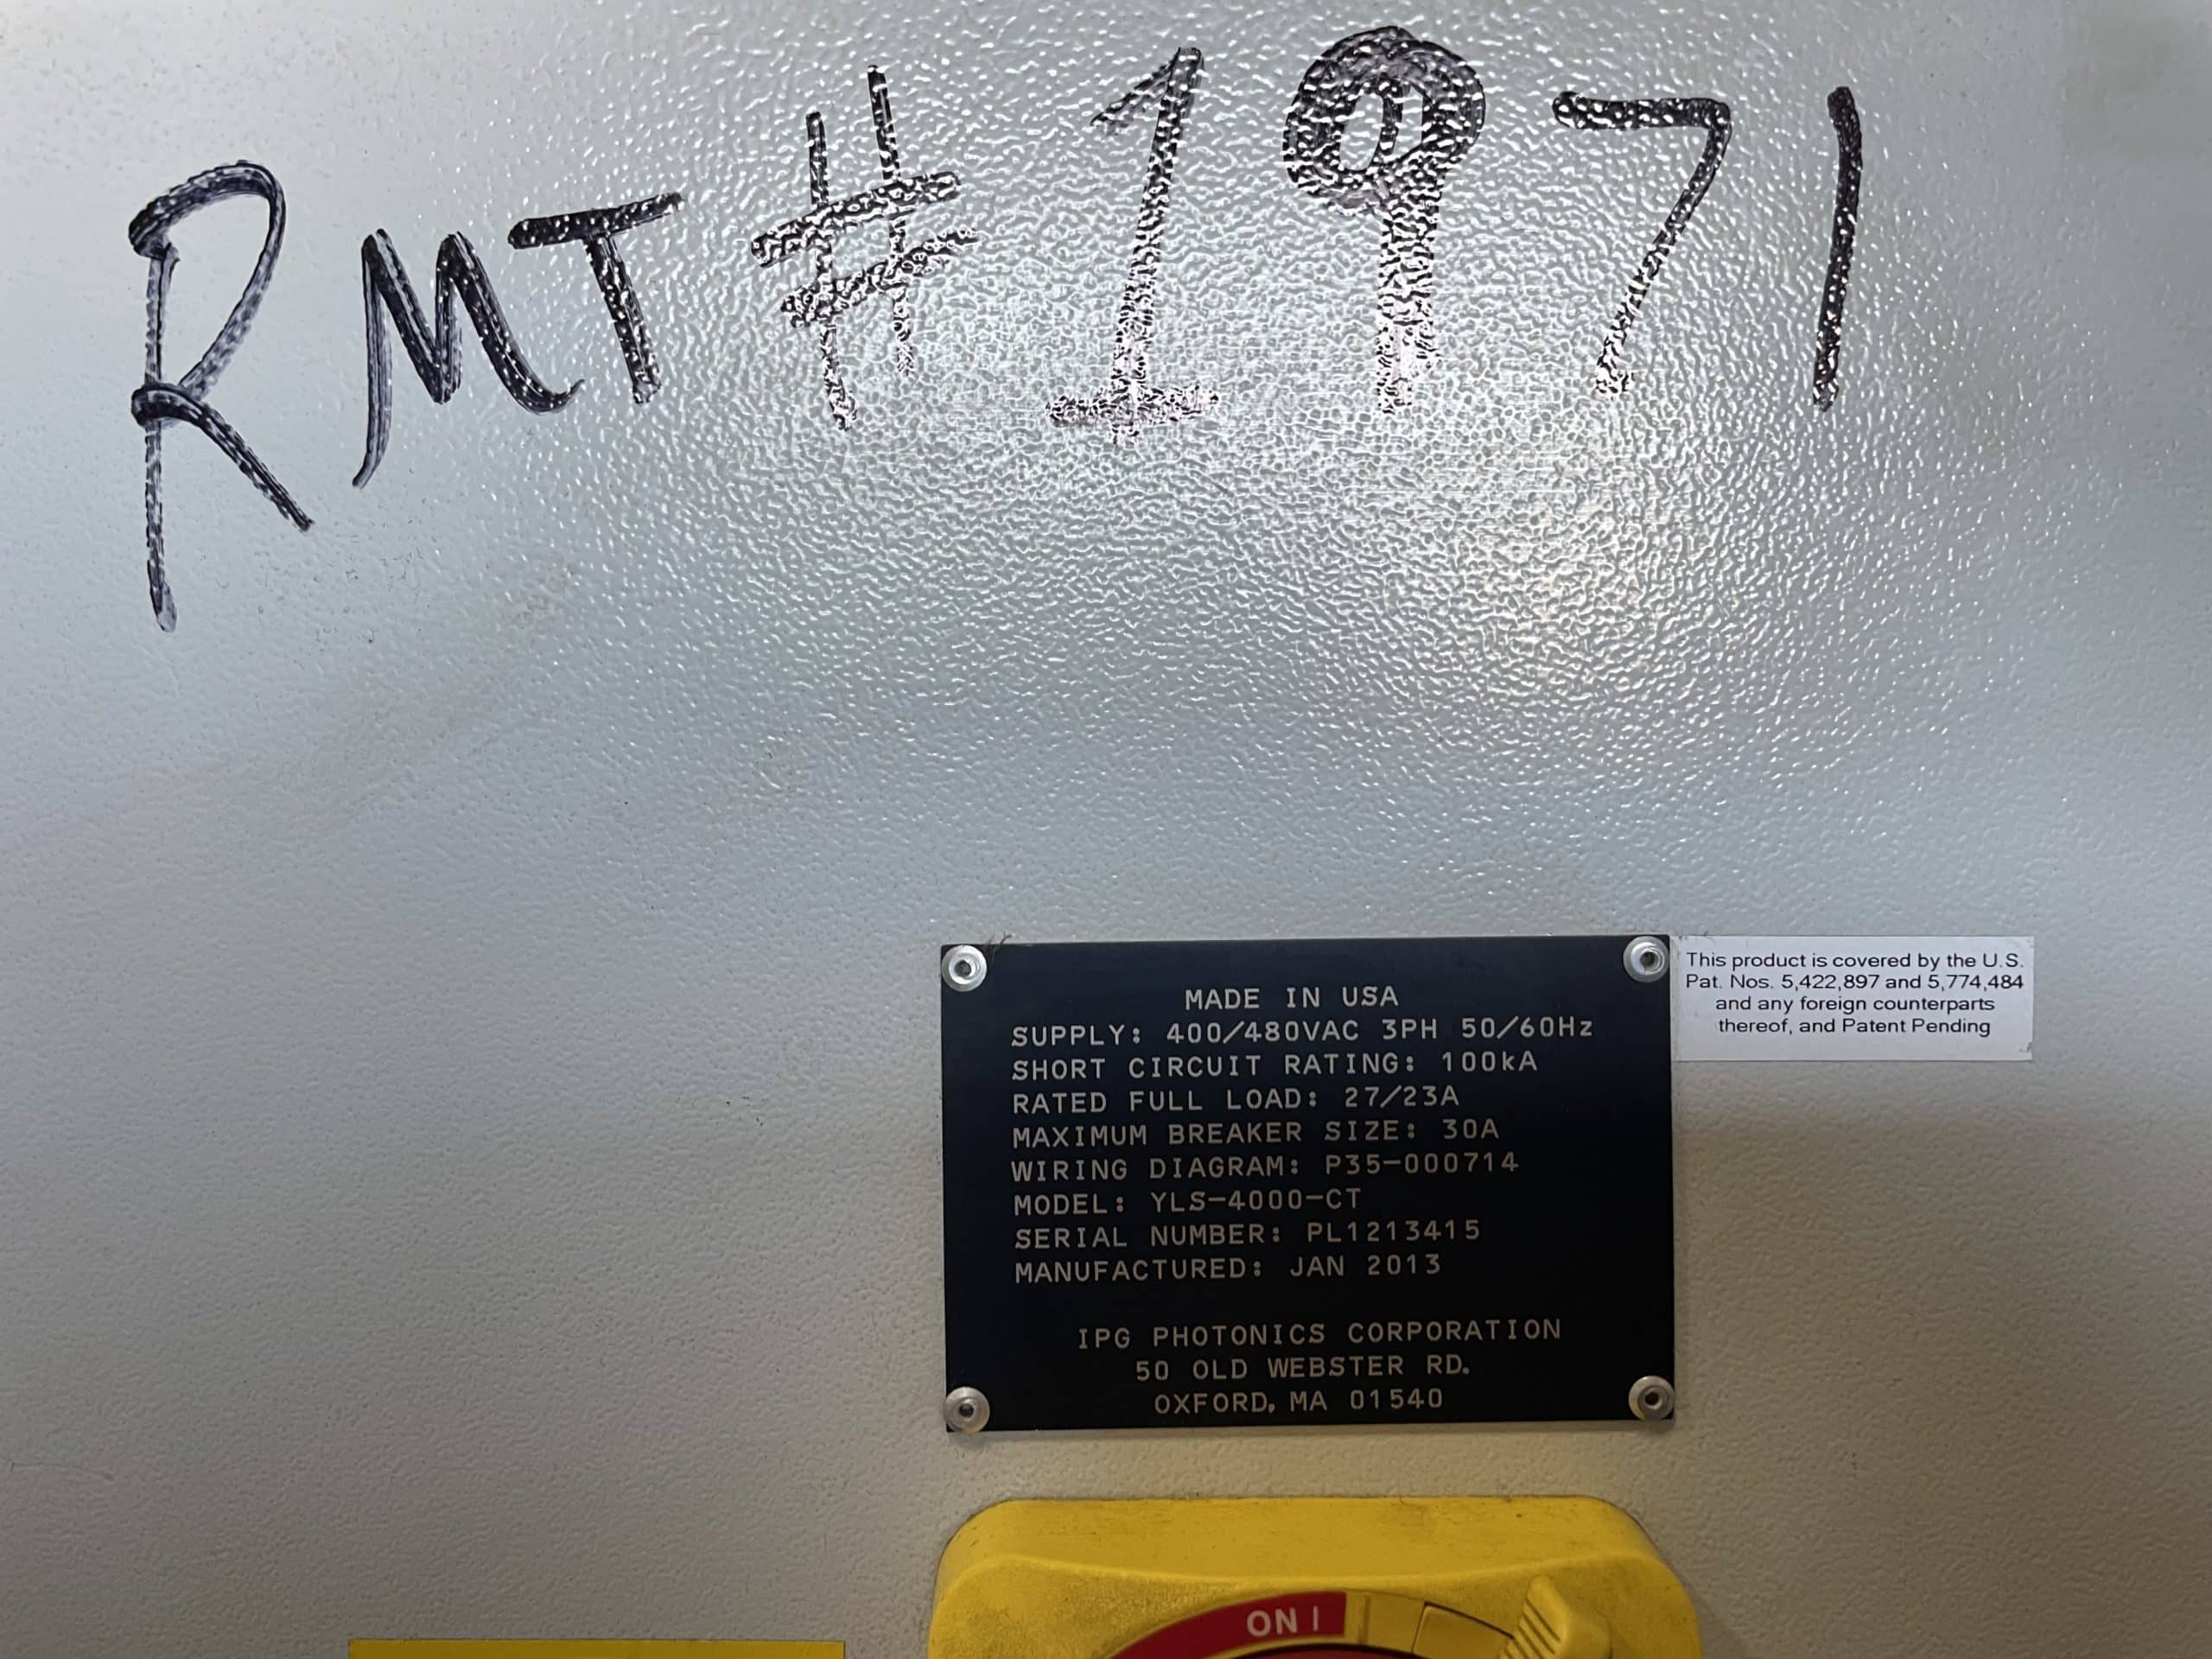 RMT #1971
MADE IN USA
SUPPLY: 400/480VAC 3PH 50/60Hz
SHORT CIRCUIT RATING: 100kA
RATED FULL LOAD: 27/23A
MAXIMUM BREAKER SIZE: 30A
WIRING DIAGRAM: P35-000714
MODEL: YLS-4000-CT
SERIAL NUMBER: PL1213415
MANUFACTURED: JAN 2013
IPG PHOTONICS CORPORATION
50 OLD WEBSTER RD.
OXFORD, MA 01540
This product is covered by the U.S.
Pat. Nos. 5,422,897 and 5,774,484
and any foreign counterparts
thereof, and Patent Pending
ON I